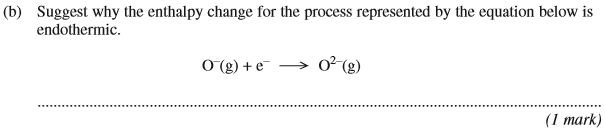 (b) Suggest why the enthalpy change for the process represented by the equation below is
endothermic.
O⁻(g) + e⁻ ⟶ O²⁻(g)
(1 mark)